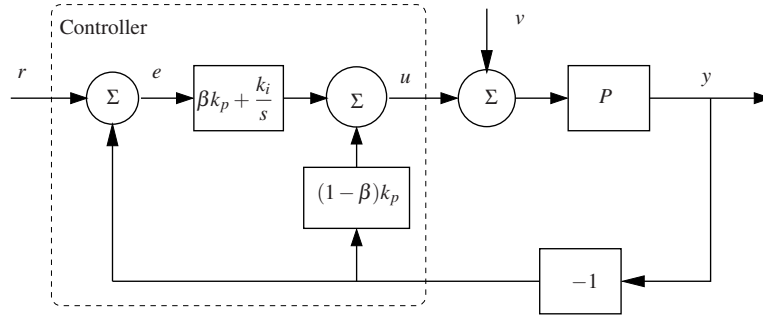 Controller
v
r
e
u
y
Σ
βk_p + k_i/s
Σ
Σ
P
(1 − β)k_p
−1